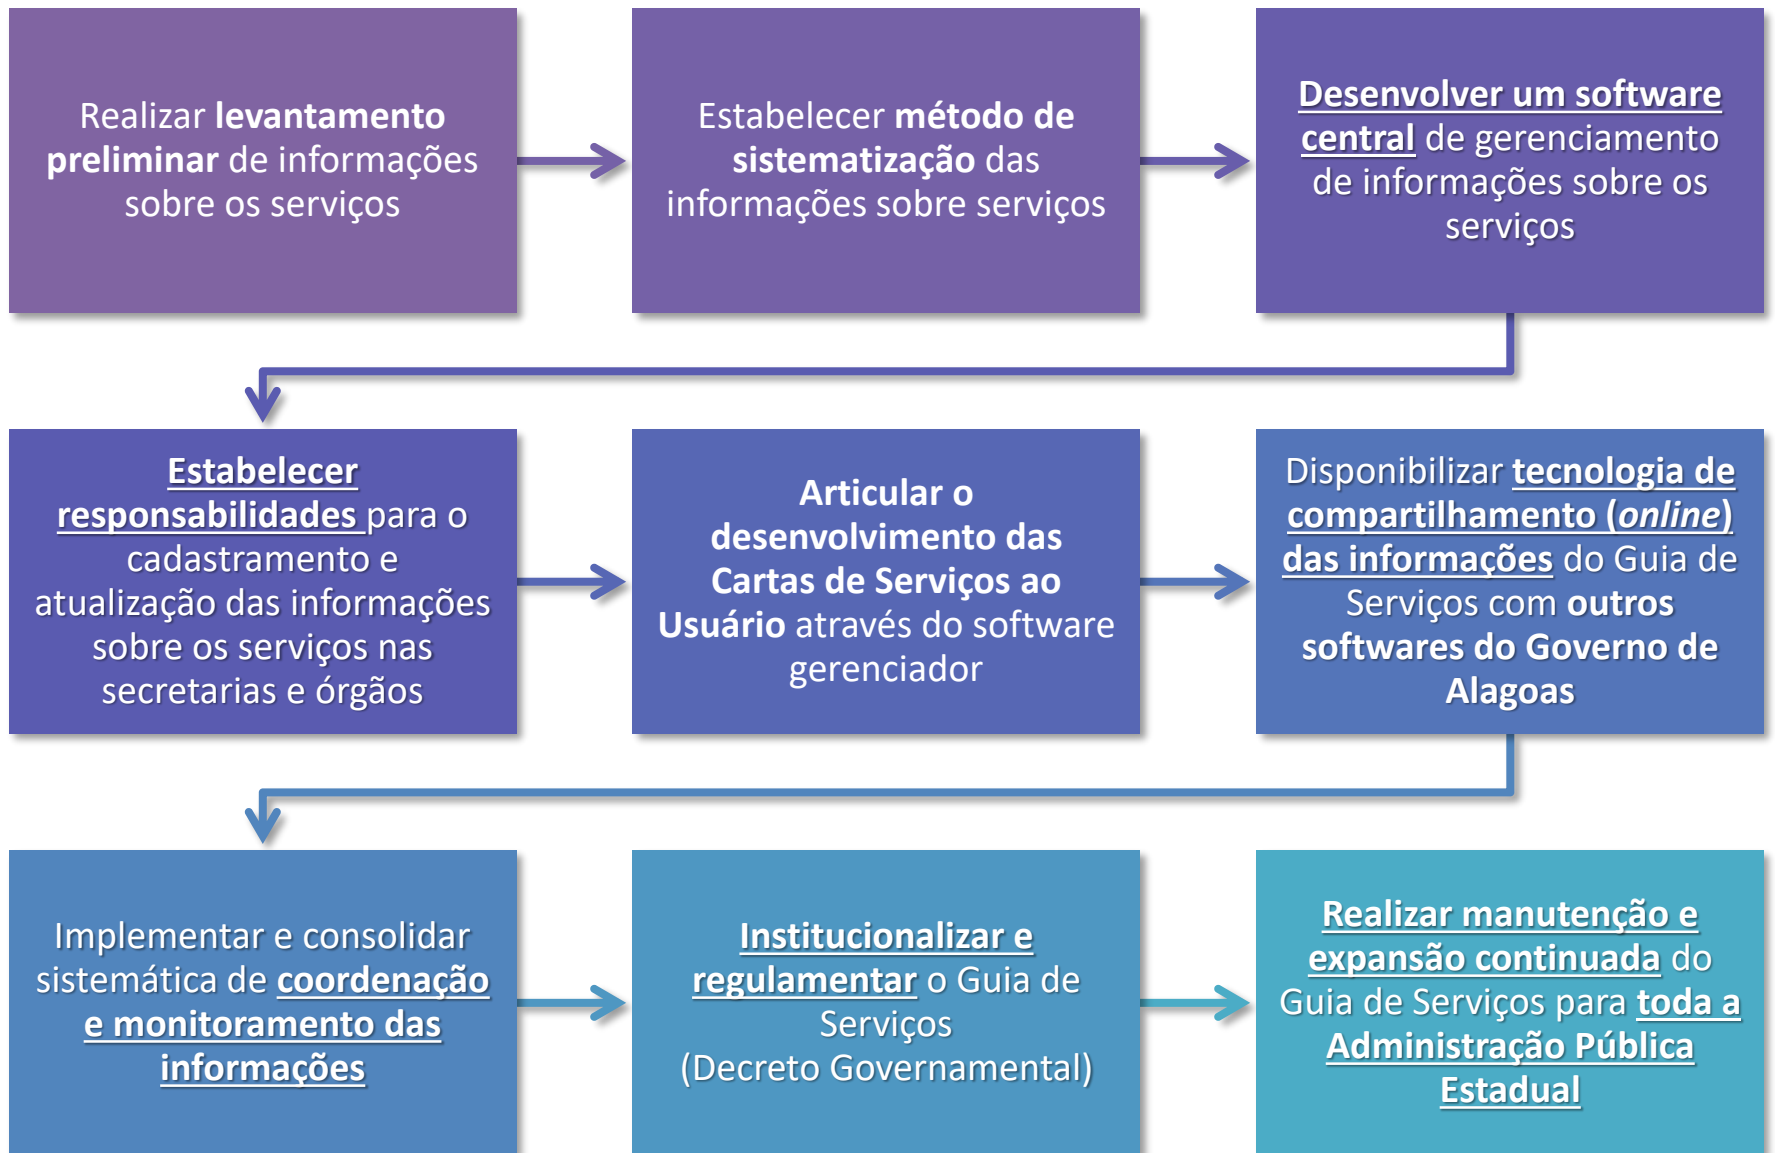 Realizar levantamento
preliminar de informações
sobre os serviços
Estabelecer método de
sistematização das
informações sobre serviços
Desenvolver um software
central de gerenciamento
de informações sobre os
serviços
Estabelecer
responsabilidades para o
cadastramento e
atualização das informações
sobre os serviços nas
secretarias e órgãos
Articular o
desenvolvimento das
Cartas de Serviços ao
Usuário através do software
gerenciador
Disponibilizar tecnologia de
compartilhamento (online)
das informações do Guia de
Serviços com outros
softwares do Governo de
Alagoas
Implementar e consolidar
sistemática de coordenação
e monitoramento das
informações
Institucionalizar e
regulamentar o Guia de
Serviços
(Decreto Governamental)
Realizar manutenção e
expansão continuada do
Guia de Serviços para toda a
Administração Pública
Estadual